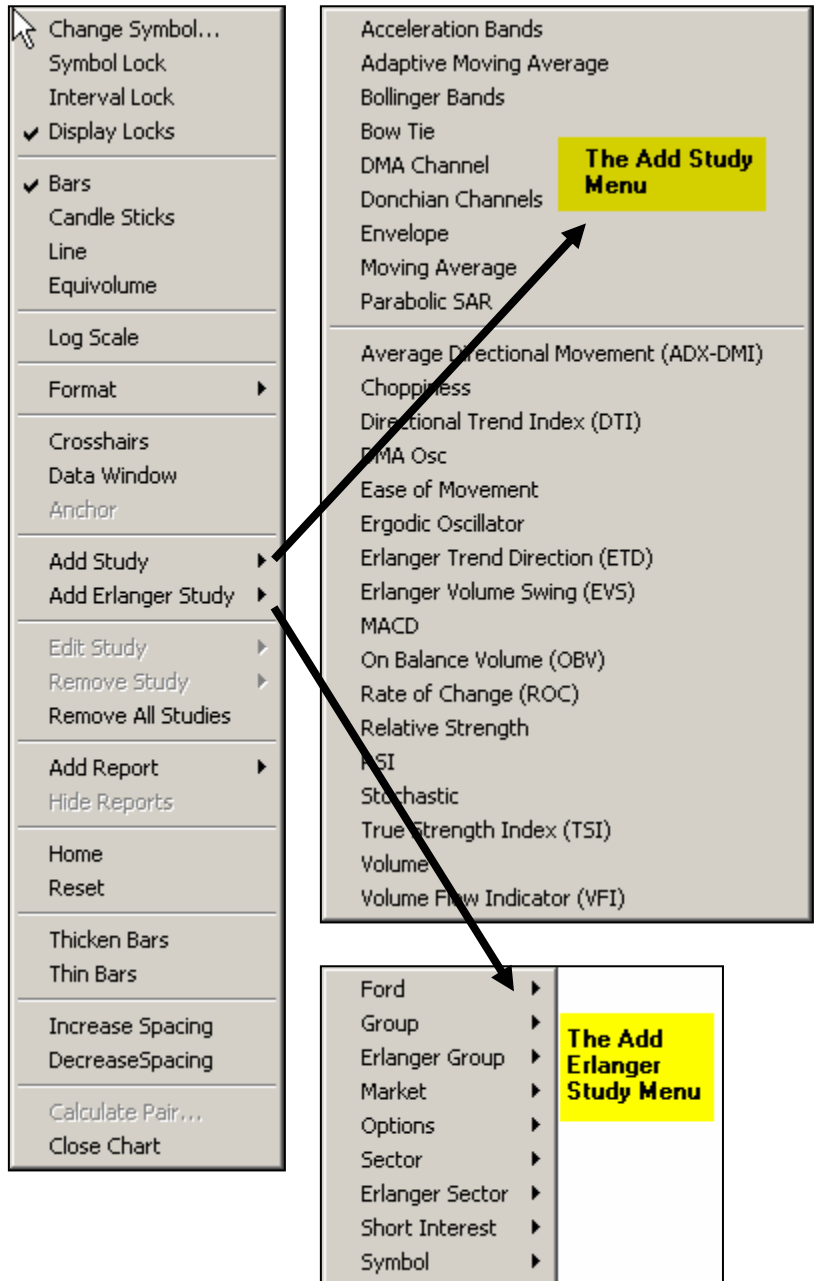 Change Symbol...
Symbol Lock
Interval Lock
Display Locks
Bars
Candle Sticks
Line
Equivolume
Log Scale
Format
Crosshairs
Data Window
Anchor
Add Study
Add Erlanger Study
Edit Study
Remove Study
Remove All Studies
Add Report
Hide Reports
Home
Reset
Thicken Bars
Thin Bars
Increase Spacing
DecreaseSpacing
Calculate Pair...
Close Chart
Acceleration Bands
Adaptive Moving Average
Bollinger Bands
Bow Tie
DMA Channel
Donchian Channels
Envelope
Moving Average
Parabolic SAR
The Add Study
Menu
Average Directional Movement (ADX-DMI)
Choppiness
Directional Trend Index (DTI)
DMA Osc
Ease of Movement
Ergodic Oscillator
Erlanger Trend Direction (ETD)
Erlanger Volume Swing (EVS)
MACD
On Balance Volume (OBV)
Rate of Change (ROC)
Relative Strength
RSI
Stochastic
True Strength Index (TSI)
Volume
Volume Flow Indicator (VFI)
Ford
Group
Erlanger Group
Market
Options
Sector
Erlanger Sector
Short Interest
Symbol
The Add
Erlanger
Study Menu